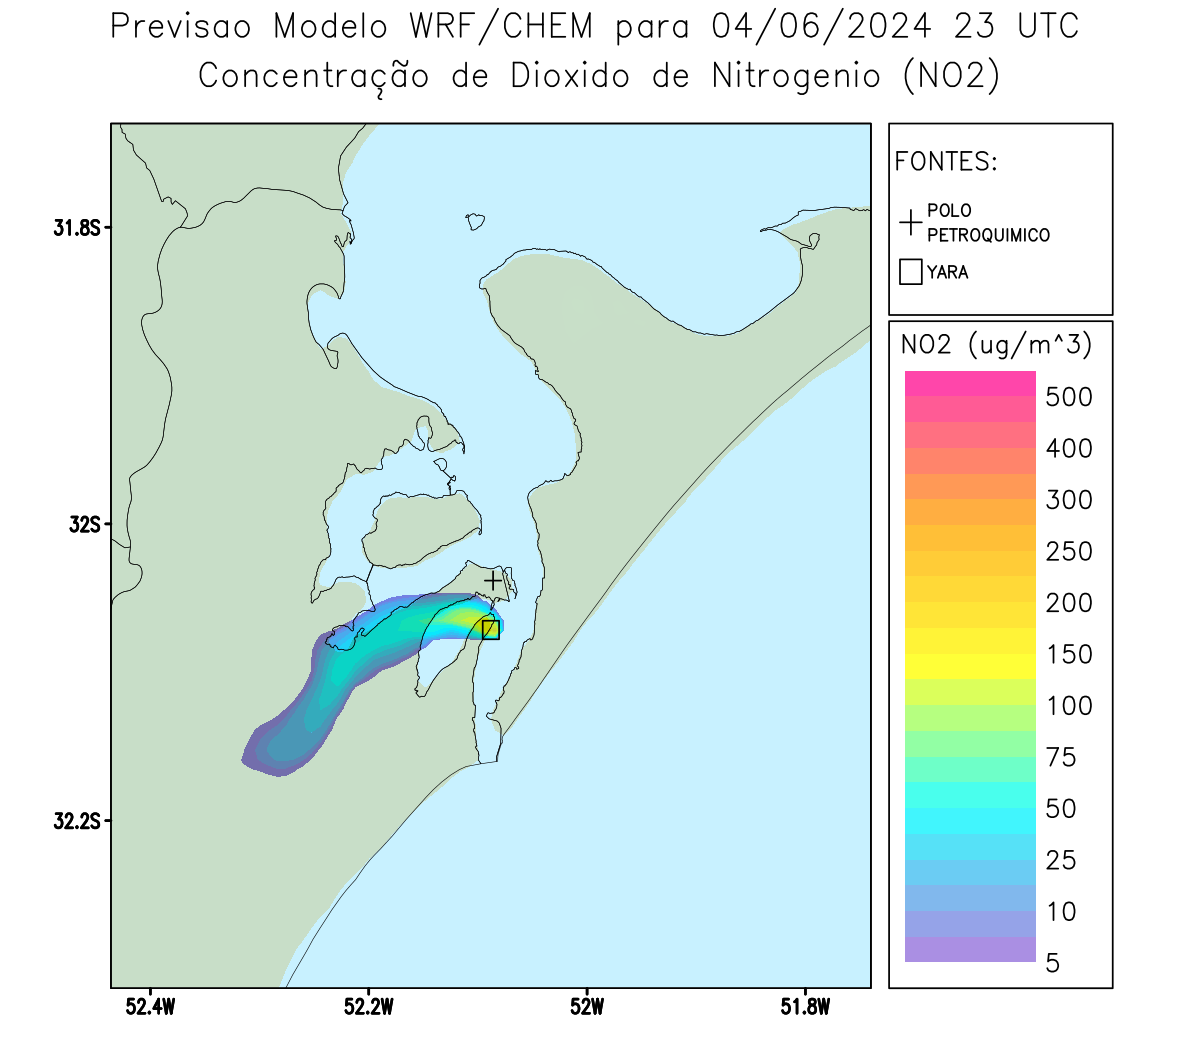 Previsao Modelo WRF/CHEM para 04/06/2024 23 UTC
Concentração de Dioxido de Nitrogenio (NO2)
FONTES:
POLO
PETROQUIMICO
YARA
NO2 (ug/m^3)
500
400
300
250
200
150
100
75
50
25
10
5
31.8S
32S
32.2S
52.4W
52.2W
52W
51.8W